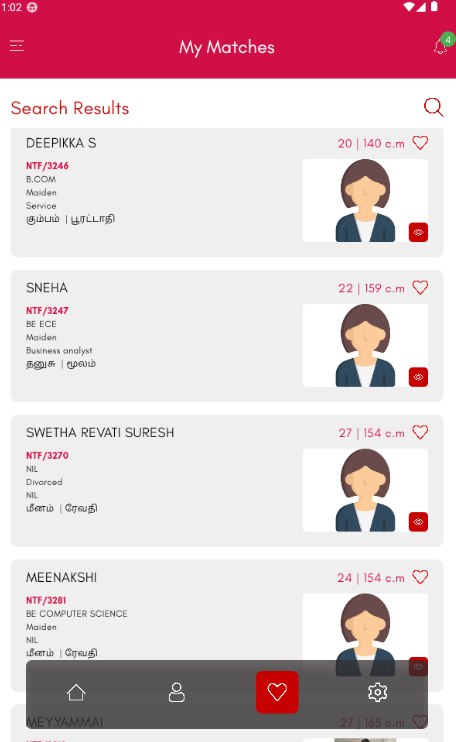 1:02
My Matches
4
Search Results
DEEPIKKA S
20 | 140 c.m
NTF/3246
B.COM
Maiden
Service
கும்பம் | பூரட்டாதி
SNEHA
22 | 159 c.m
NTF/3247
BE ECE
Maiden
Business analyst
தனுசு | மூலம்
SWETHA REVATI SURESH
27 | 154 c.m
NTF/3270
NIL
Divorced
NIL
மீனம் | ரேவதி
MEENAKSHI
24 | 154 c.m
NTF/3281
BE COMPUTER SCIENCE
Maiden
NIL
மீனம் | ரேவதி
MEYYAMMAI
27 | 165 c.m